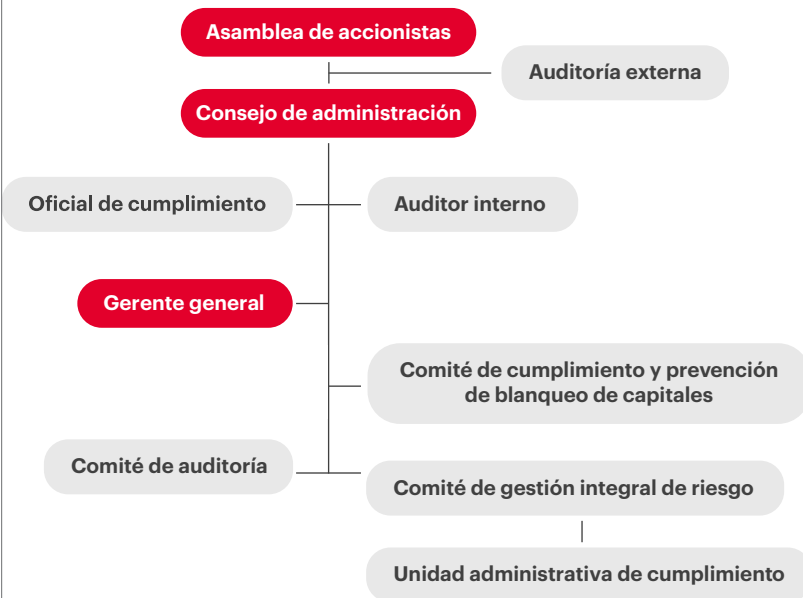 Asamblea de accionistas
Auditoría externa
Consejo de administración
Oficial de cumplimiento
Auditor interno
Gerente general
Comité de cumplimiento y prevención
de blanqueo de capitales
Comité de auditoría
Comité de gestión integral de riesgo
Unidad administrativa de cumplimiento